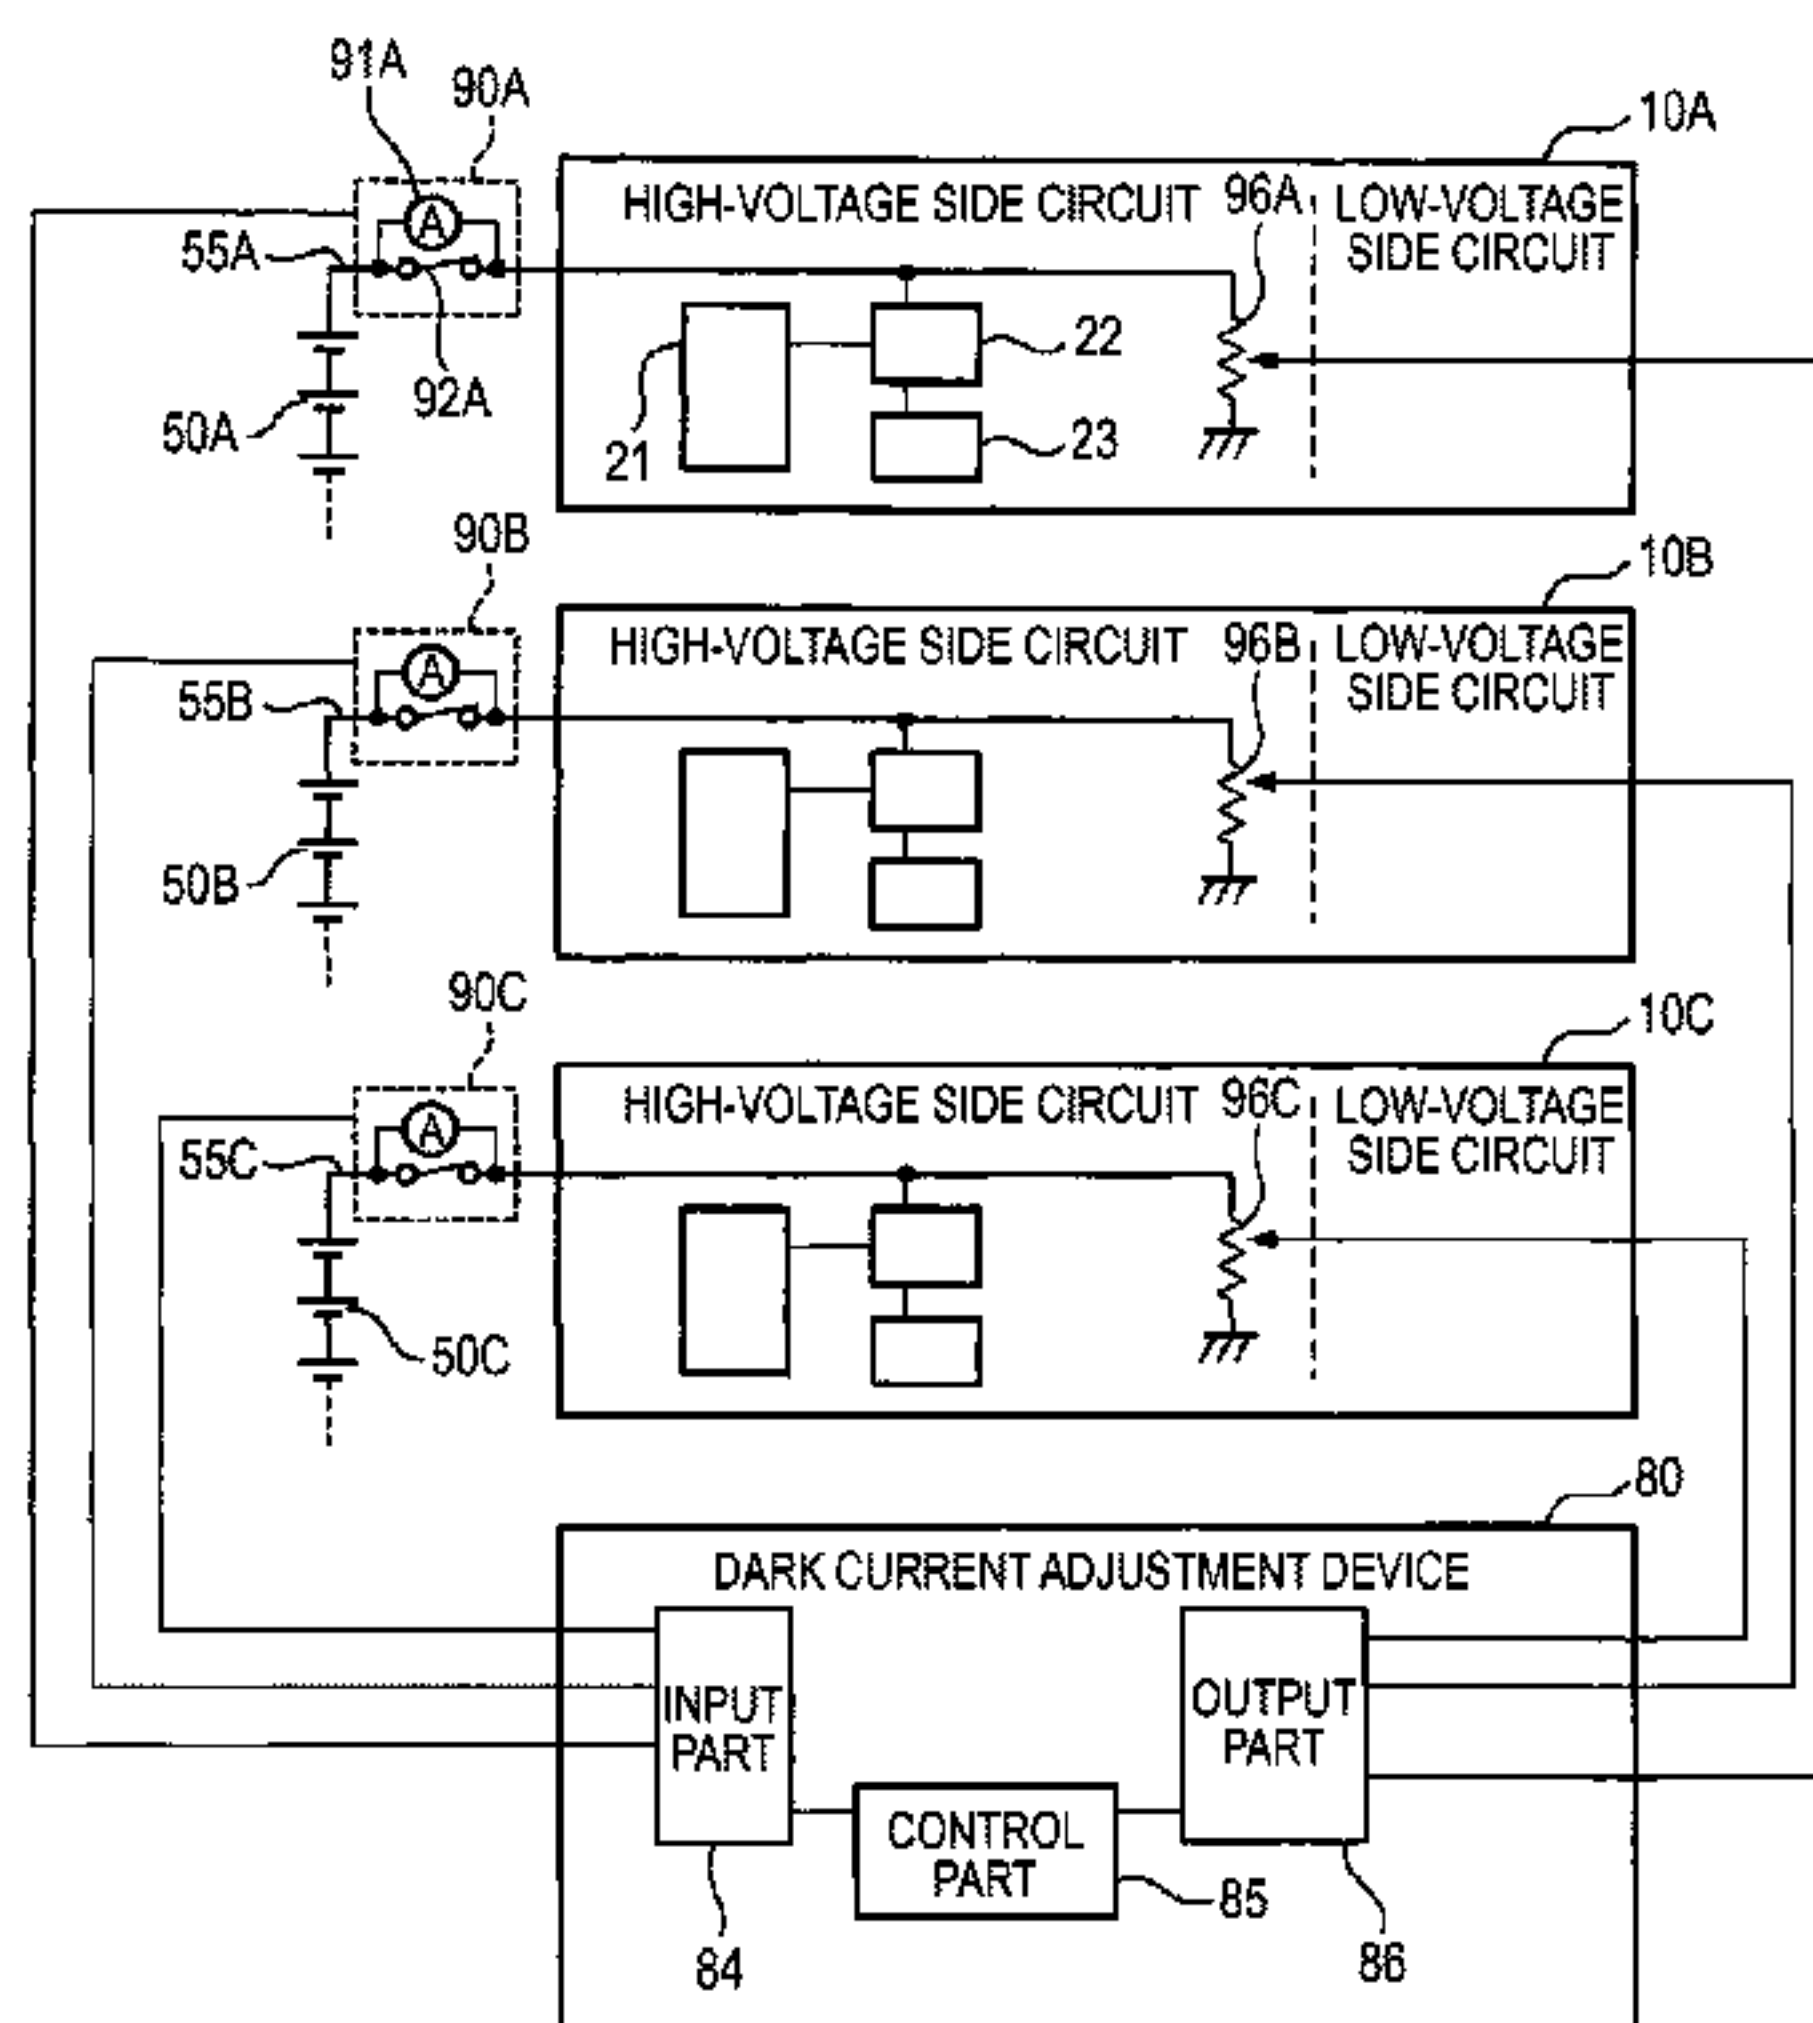 91A
90A
10A
HIGH-VOLTAGE SIDE CIRCUIT
96A
LOW-VOLTAGE
SIDE CIRCUIT
A
55A
22
92A
50A
21
23
90B
10B
HIGH-VOLTAGE SIDE CIRCUIT
96B
LOW-VOLTAGE
SIDE CIRCUIT
A
55B
50B
90C
10C
HIGH-VOLTAGE SIDE CIRCUIT
96C
LOW-VOLTAGE
SIDE CIRCUIT
A
55C
50C
80
DARK CURRENT ADJUSTMENT DEVICE
INPUT
PART
OUTPUT
PART
CONTROL
PART
85
84
86